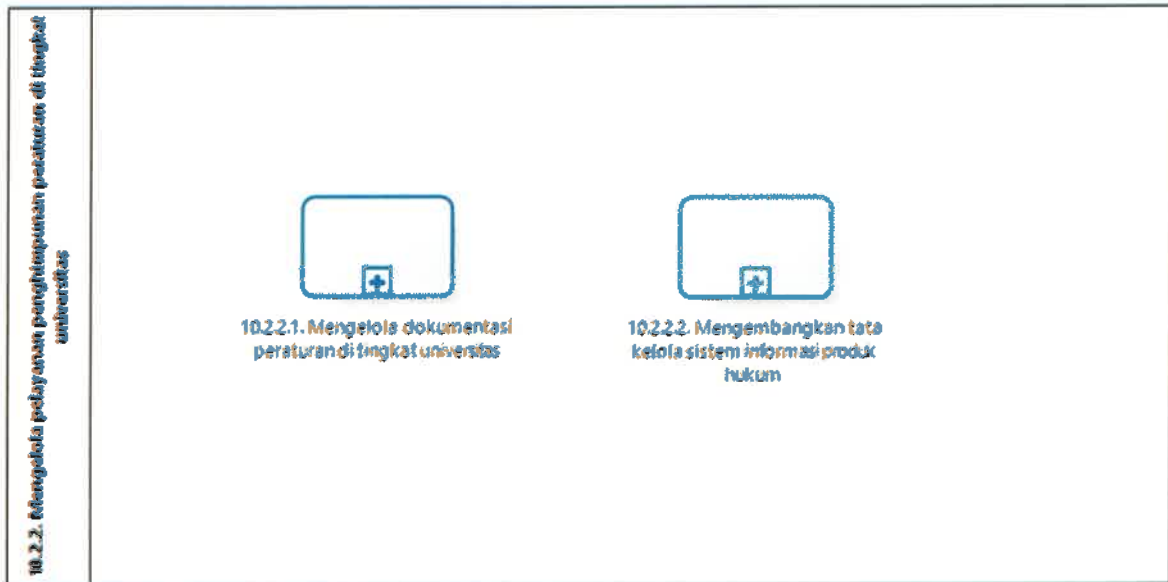 10.2.2. Mengelola pelayanan penghimpunan peraturan di tingkat
universitas
10.2.2.1. Mengelola dokumentasi
peraturan di tingkat universitas
10.2.2.2. Mengembangkan tata
kelola sistem informasi produk
hukum